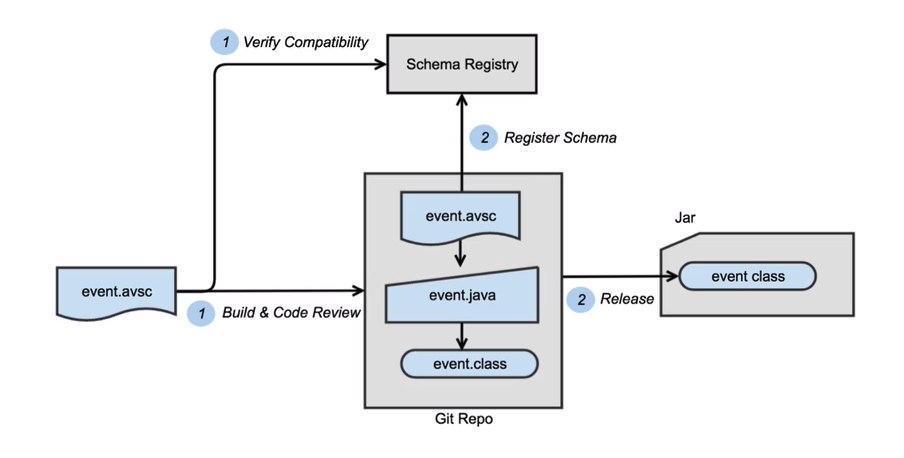 1 Verify Compatibility
Schema Registry
2 Register Schema
event.avsc
Jar
event.avsc
event class
event.java
2 Release
1 Build & Code Review
event.class
Git Repo